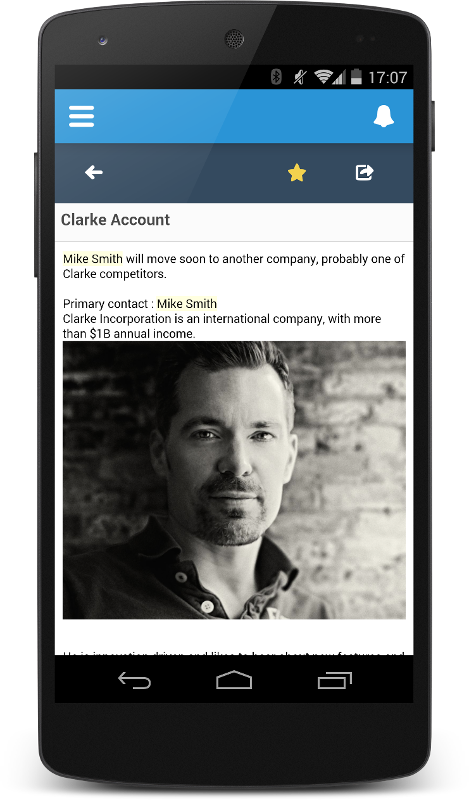 17:07
Clarke Account
Mike Smith will move soon to another company, probably one of
Clarke competitors.
Primary contact : Mike Smith
Clarke Incorporation is an international company, with more
than $1B annual income.